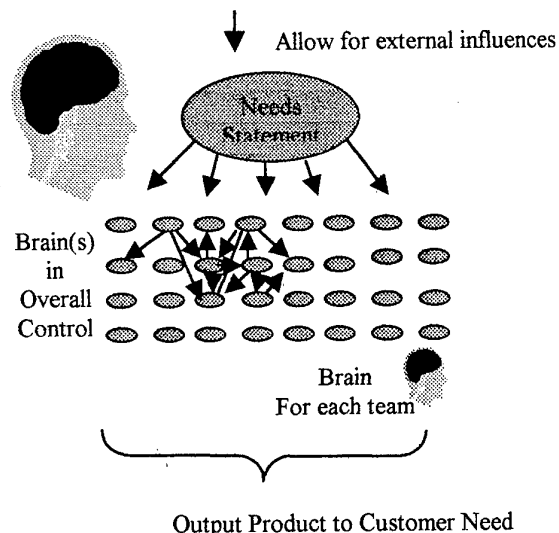 Allow for external influences
Needs
Statement
Brain(s)
in
Overall
Control
Brain
For each team
Output Product to Customer Need